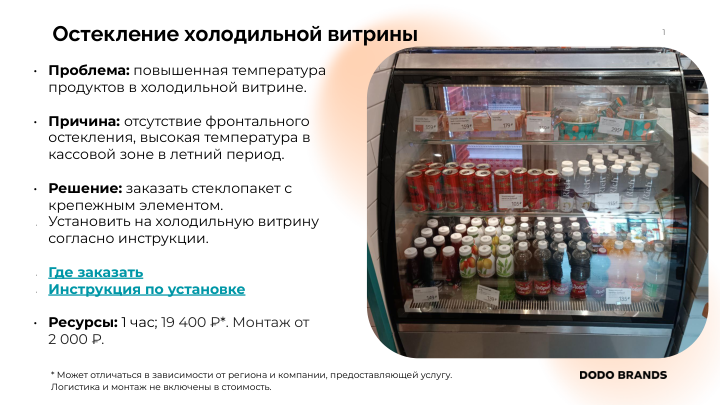 Остекление холодильной витрины
1
• Проблема: повышенная температура
продуктов в холодильной витрине.
• Причина: отсутствие фронтального
остекления, высокая температура в
кассовой зоне в летний период.
• Решение: заказать стеклопакет с
крепежным элементом.
Установить на холодильную витрину
согласно инструкции.
Где заказать
Инструкция по установке
• Ресурсы: 1 час; 19 400 ₽*. Монтаж от
2 000 ₽.
* Может отличаться в зависимости от региона и компании, предоставляющей услугу.
Логистика и монтаж не включены в стоимость.
DODO BRANDS